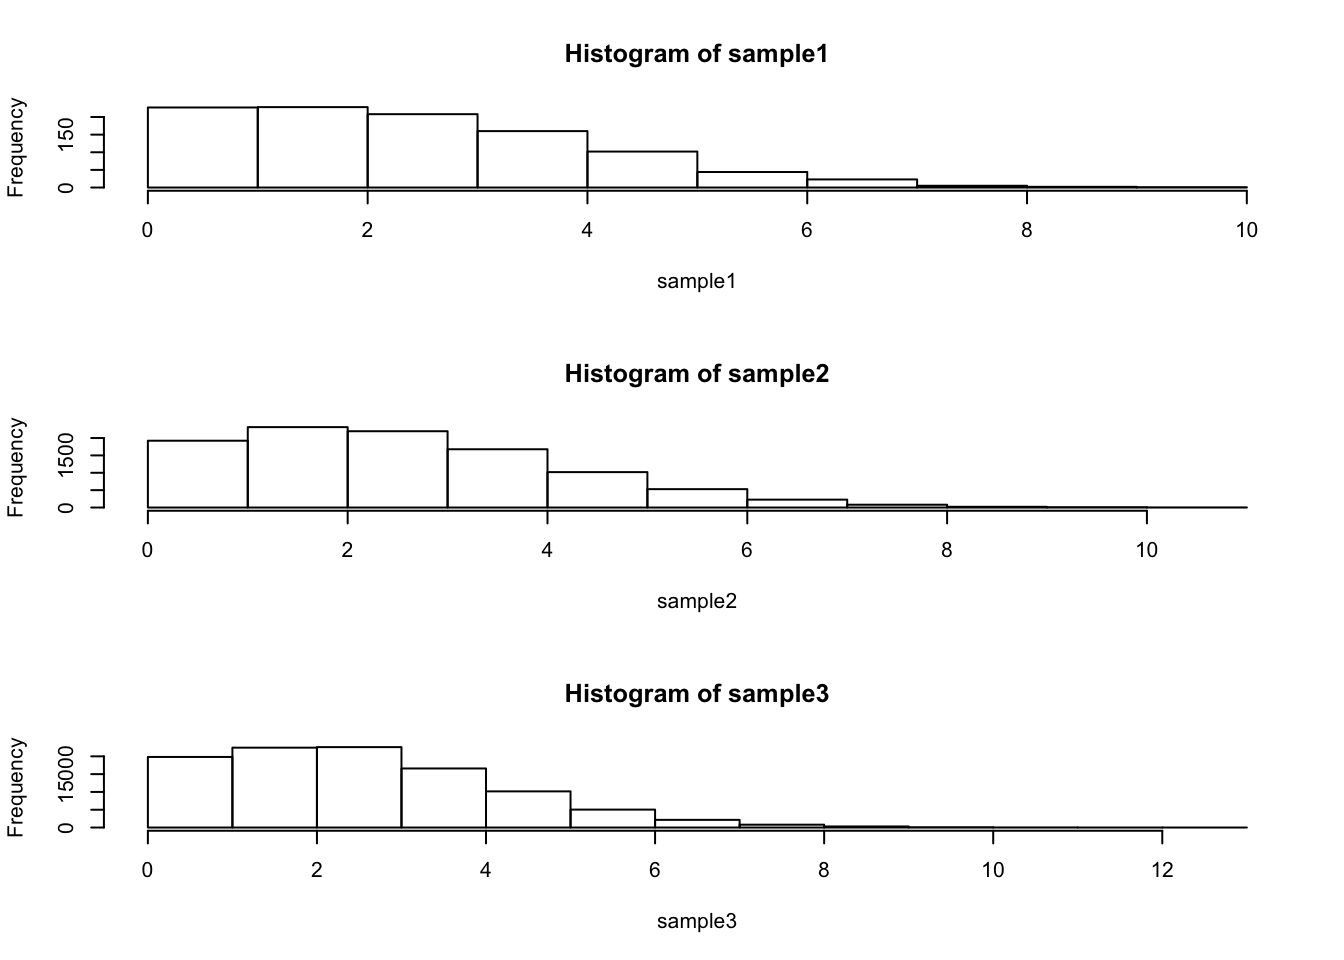 Histogram of sample1
Frequency
150
0
0 2 4 6 8 10
sample1
Histogram of sample2
Frequency
1500
0
0 2 4 6 8 10
sample2
Histogram of sample3
Frequency
15000
0
0 2 4 6 8 10 12
sample3